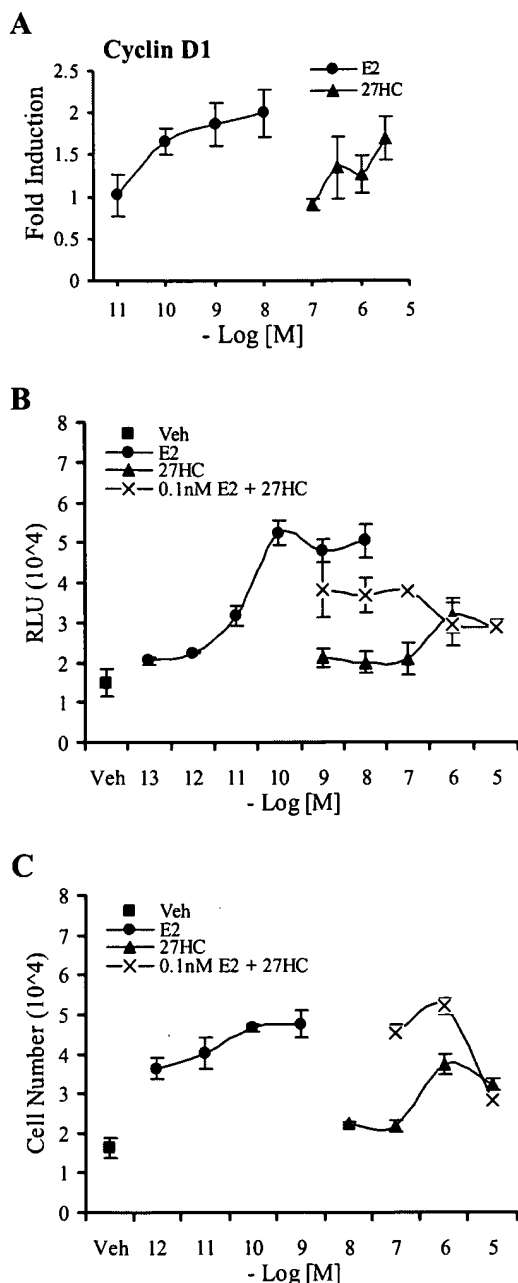 A
Cyclin D1
E2
27HC
Fold Induction
2.5
2
1.5
1
0.5
0
11 10 9 8 7 6 5
- Log [M]
B
Veh
E2
27HC
0.1nM E2 + 27HC
RLU (10^4)
8
7
6
5
4
3
2
1
0
Veh 13 12 11 10 9 8 7 6 5
- Log [M]
C
Veh
E2
27HC
0.1nM E2 + 27HC
Cell Number (10^4)
8
7
6
5
4
3
2
1
0
Veh 12 11 10 9 8 7 6 5
- Log [M]